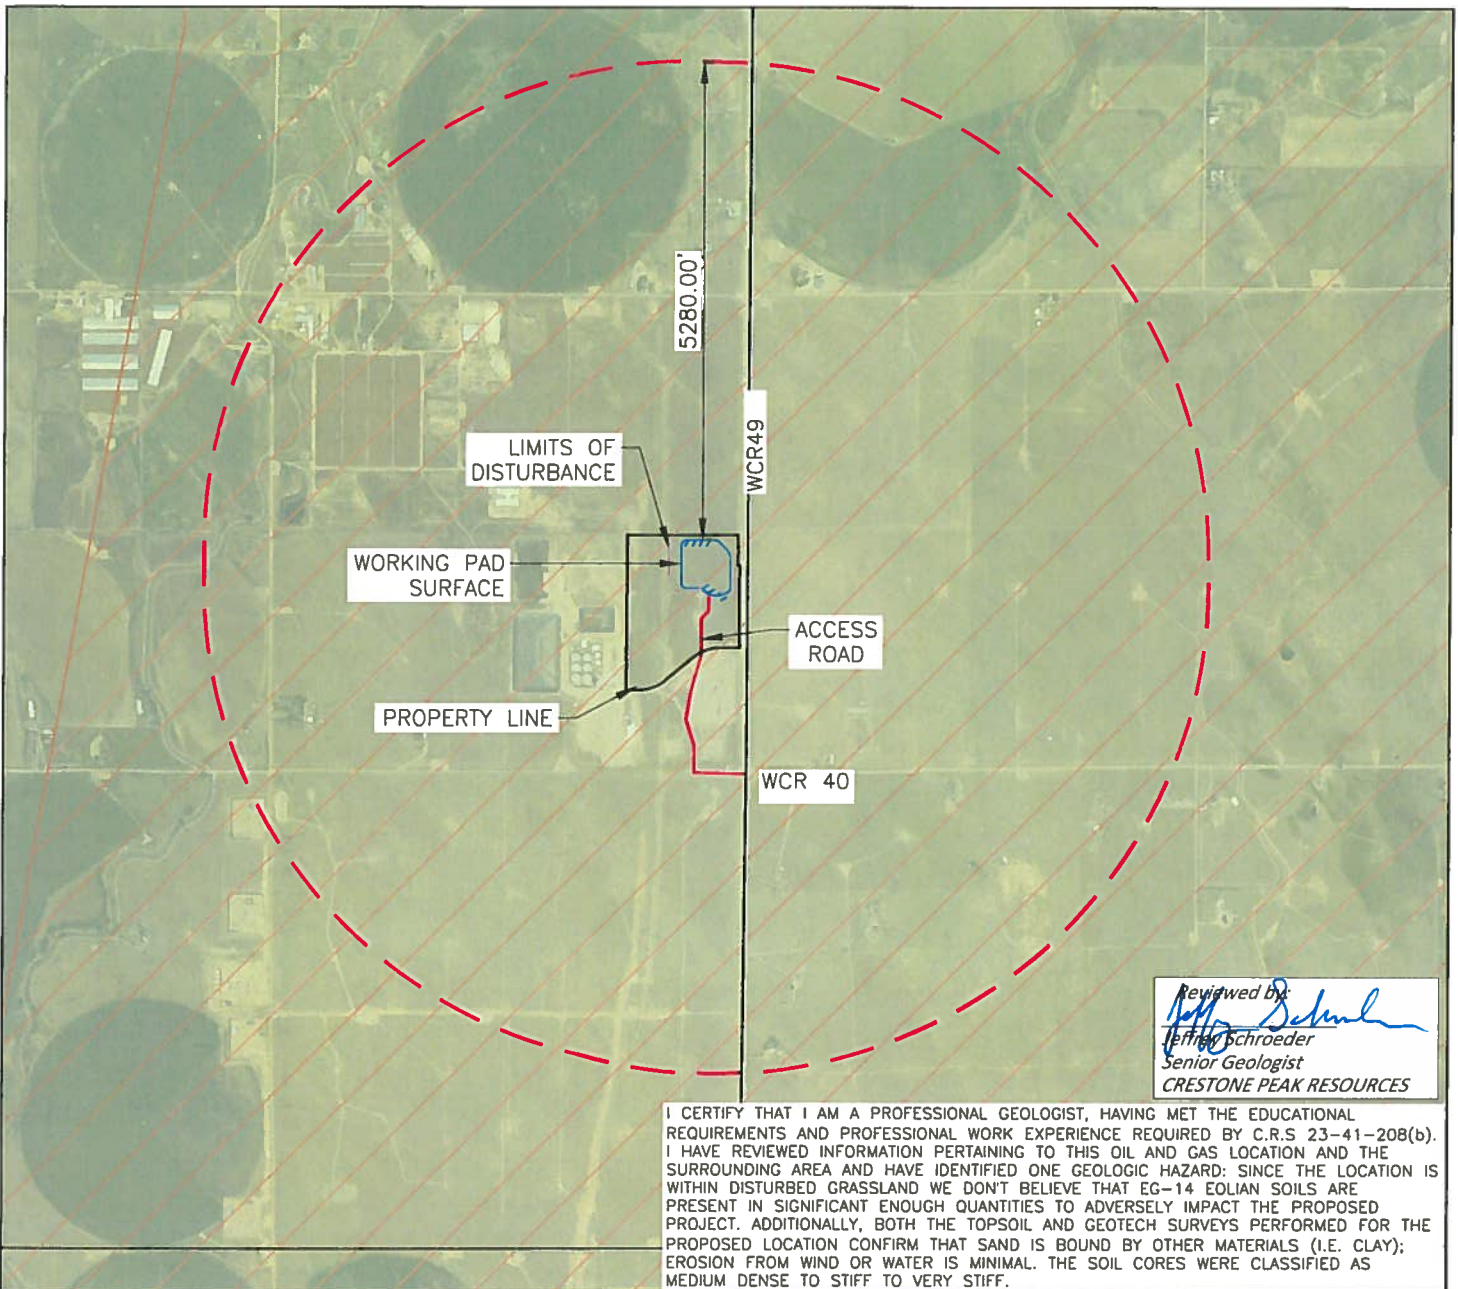 5280.00'
WCR49
LIMITS OF
DISTURBANCE
WORKING PAD
SURFACE
ACCESS
ROAD
PROPERTY LINE
WCR 40
Reviewed by:
Jeffrey Schroeder
Senior Geologist
CRESTONE PEAK RESOURCES
I CERTIFY THAT I AM A PROFESSIONAL GEOLOGIST, HAVING MET THE EDUCATIONAL
REQUIREMENTS AND PROFESSIONAL WORK EXPERIENCE REQUIRED BY C.R.S 23-41-208(b).
I HAVE REVIEWED INFORMATION PERTAINING TO THIS OIL AND GAS LOCATION AND THE
SURROUNDING AREA AND HAVE IDENTIFIED ONE GEOLOGIC HAZARD: SINCE THE LOCATION IS
WITHIN DISTURBED GRASSLAND WE DON'T BELIEVE THAT EG-14 EOLIAN SOILS ARE
PRESENT IN SIGNIFICANT ENOUGH QUANTITIES TO ADVERSELY IMPACT THE PROPOSED
PROJECT. ADDITIONALLY, BOTH THE TOPSOIL AND GEOTECH SURVEYS PERFORMED FOR THE
PROPOSED LOCATION CONFIRM THAT SAND IS BOUND BY OTHER MATERIALS (I.E. CLAY);
EROSION FROM WIND OR WATER IS MINIMAL. THE SOIL CORES WERE CLASSIFIED AS
MEDIUM DENSE TO STIFF TO VERY STIFF.